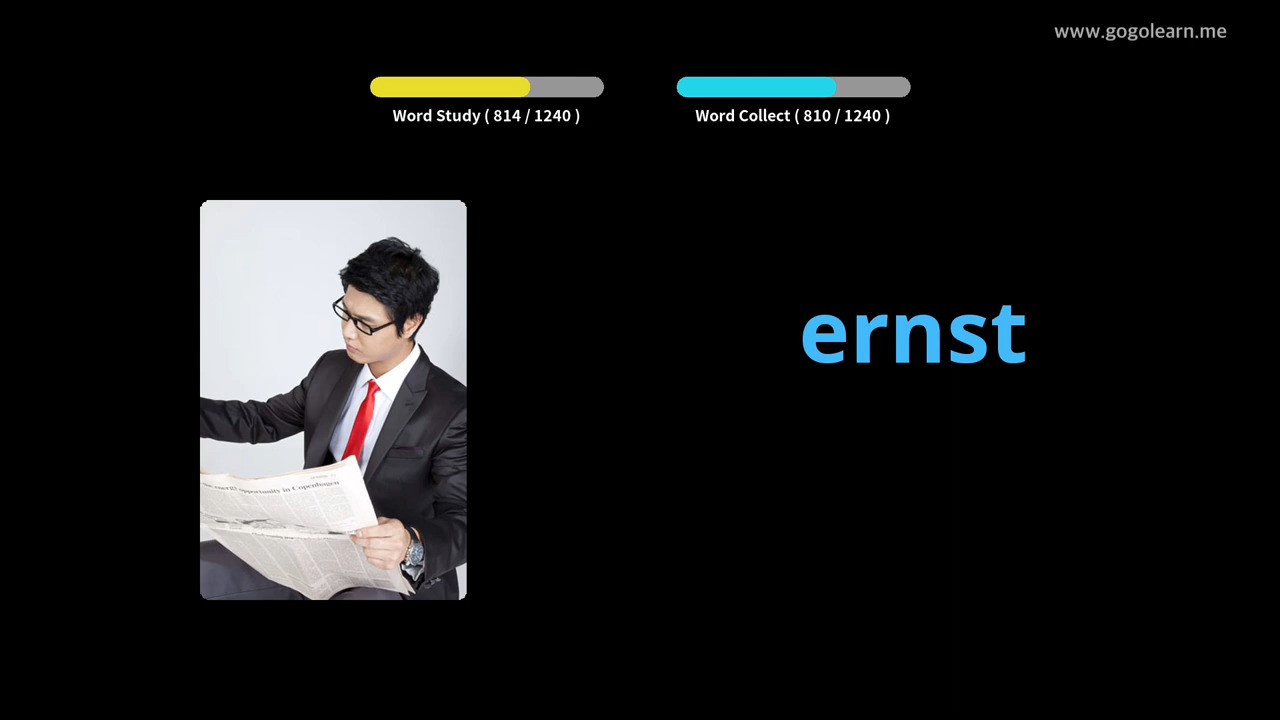 www.gogolearn.me
Word Study ( 814 / 1240 )
Word Collect ( 810 / 1240 )
ernst
opportunity in Copenhagen